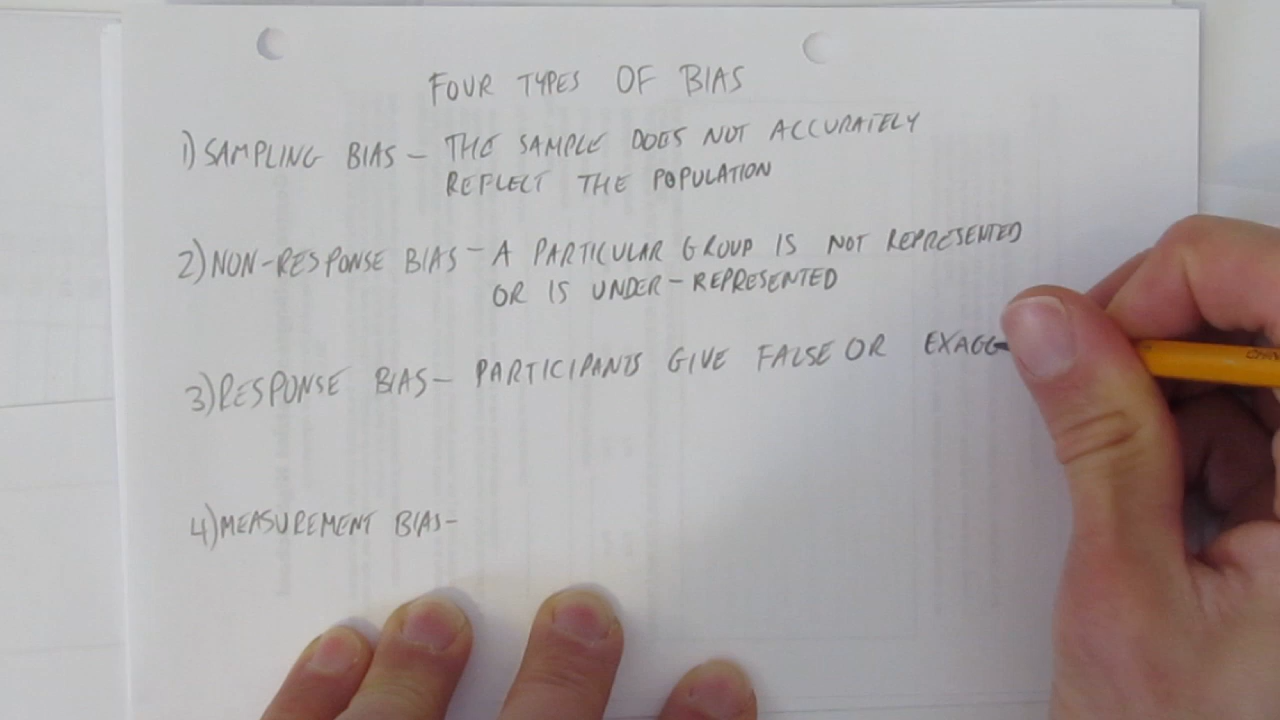 FOUR TYPES OF BIAS
1) SAMPLING BIAS - THE SAMPLE DOES NOT ACCURATELY
REFLECT THE POPULATION
2) NON-RESPONSE BIAS - A PARTICULAR GROUP IS NOT REPRESENTED
OR IS UNDER-REPRESENTED
3) RESPONSE BIAS - PARTICIPANTS GIVE FALSE OR EXAGG
4) MEASUREMENT BIAS-